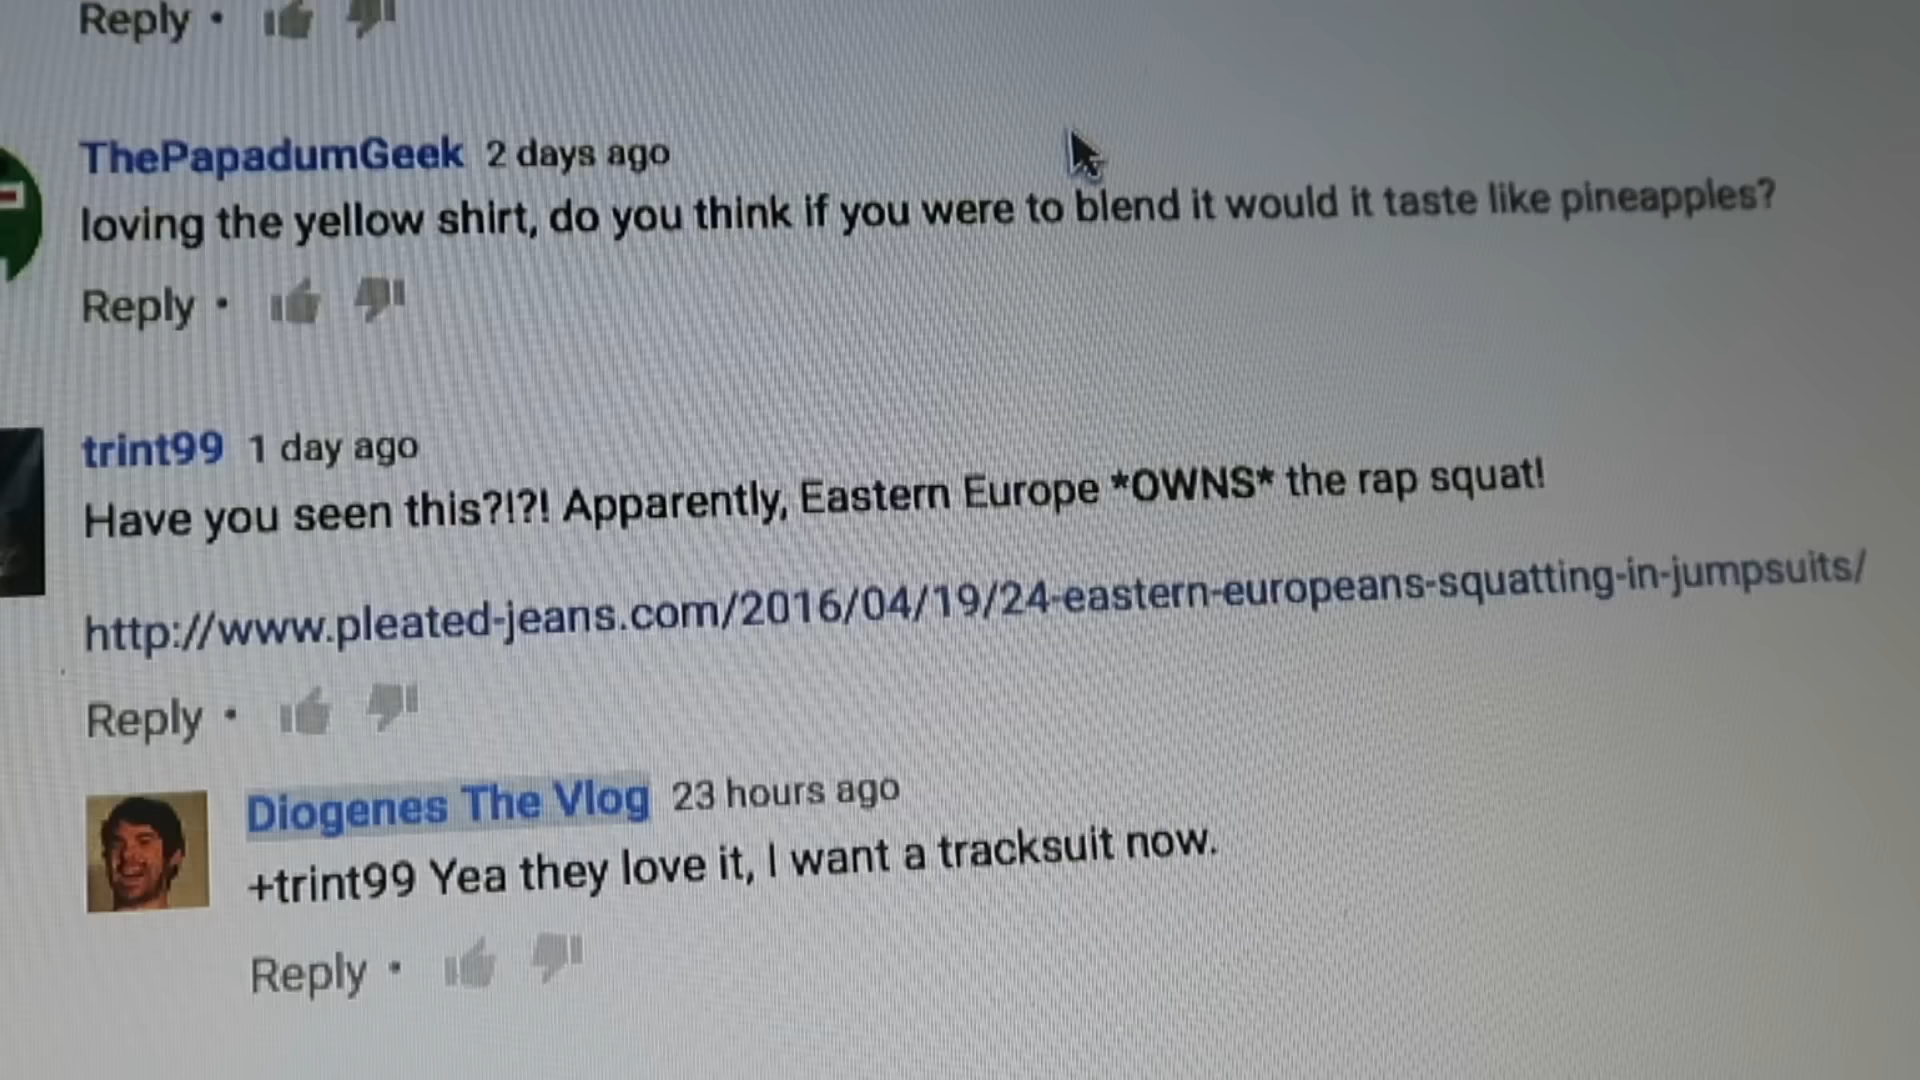 Reply •
ThePapadumGeek 2 days ago
loving the yellow shirt, do you think if you were to blend it would it taste like pineapples?
Reply •
trint99 1 day ago
Have you seen this?!?! Apparently, Eastern Europe *OWNS* the rap squat!
http://www.pleated-jeans.com/2016/04/19/24-eastern-europeans-squatting-in-jumpsuits/
Reply •
Diogenes The Vlog 23 hours ago
+trint99 Yea they love it, I want a tracksuit now.
Reply •